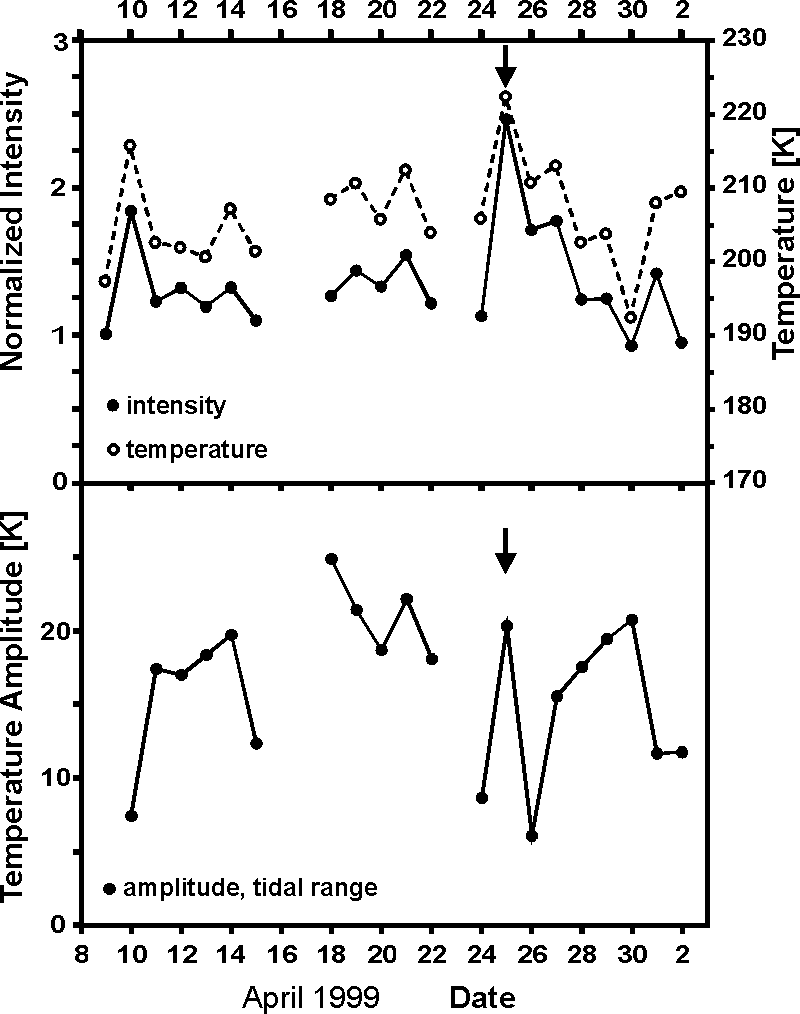 10 12 14 16 18 20 22 24 26 28 30 2
3
230
220
2
210
200
1
190
180
0
170
Normalized Intensity
Temperature [K]
intensity
temperature
Temperature Amplitude [K]
20
10
0
amplitude, tidal range
8 10 12 14 16 18 20 22 24 26 28 30 2
April 1999 Date